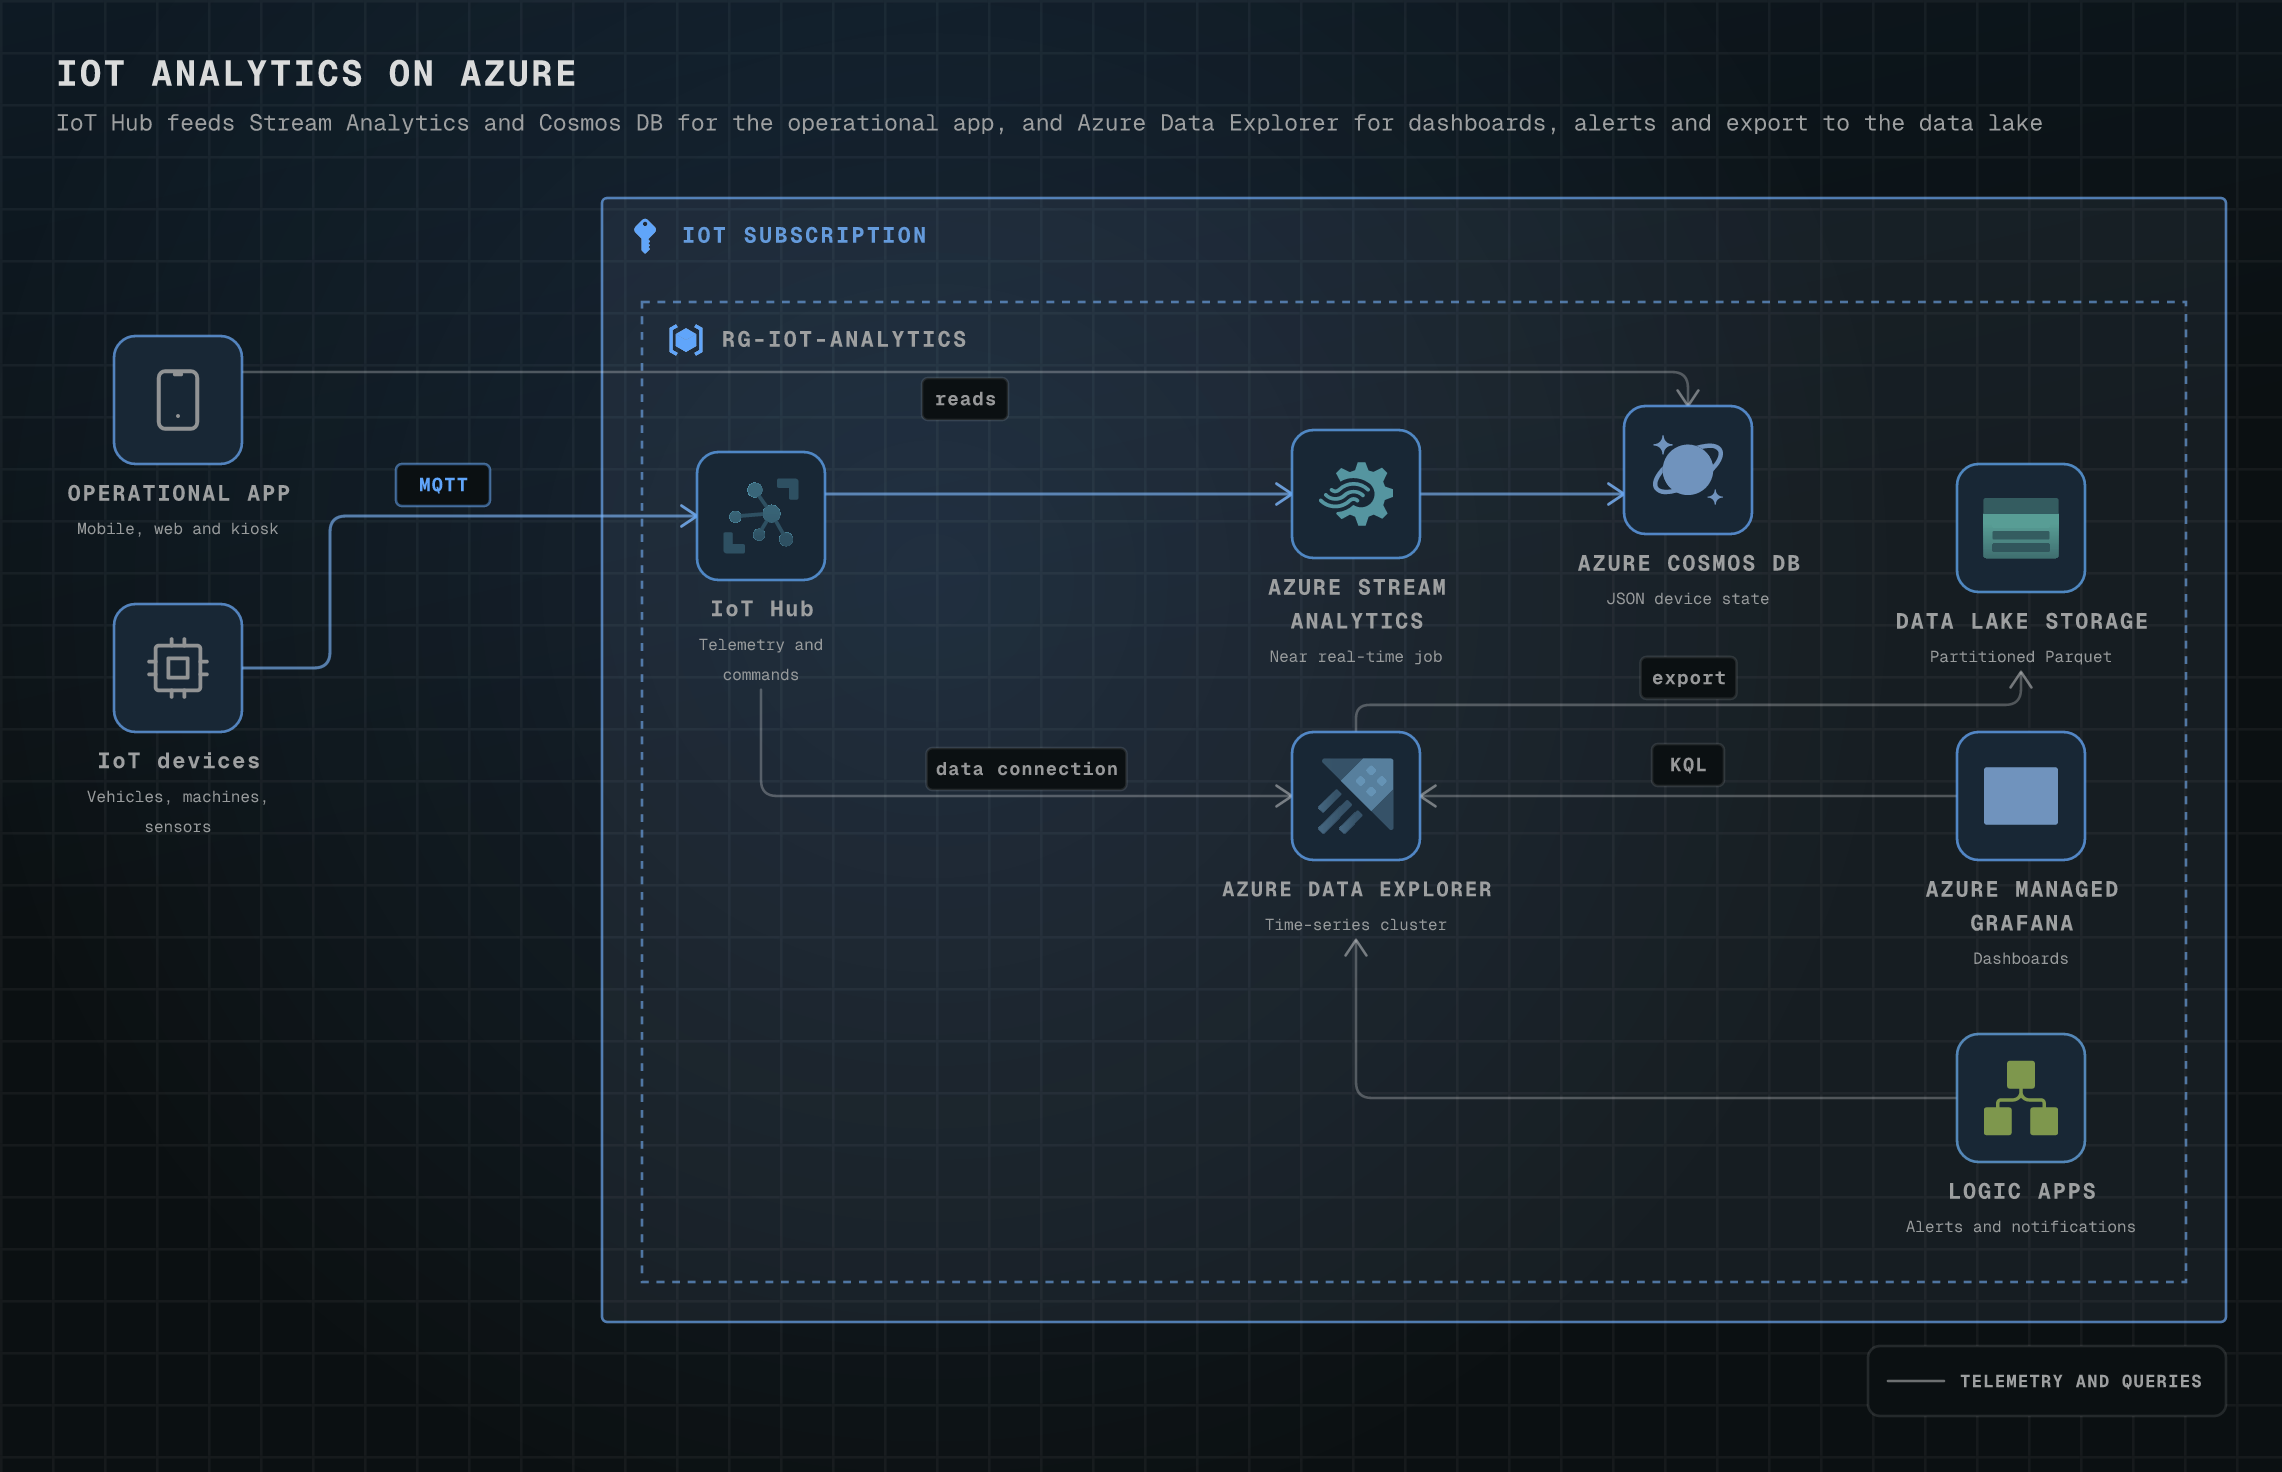 IOT ANALYTICS ON AZURE
IoT Hub feeds Stream Analytics and Cosmos DB for the operational app, and Azure Data Explorer for dashboards, alerts and export to the data lake
IOT SUBSCRIPTION
RG-IOT-ANALYTICS
reads
OPERATIONAL APP
Mobile, web and kiosk
MQTT
IoT devices
Vehicles, machines,
sensors
IoT Hub
Telemetry and
commands
AZURE STREAM
ANALYTICS
Near real-time job
AZURE COSMOS DB
JSON device state
DATA LAKE STORAGE
Partitioned Parquet
export
data connection
KQL
AZURE DATA EXPLORER
Time-series cluster
AZURE MANAGED
GRAFANA
Dashboards
LOGIC APPS
Alerts and notifications
TELEMETRY AND QUERIES